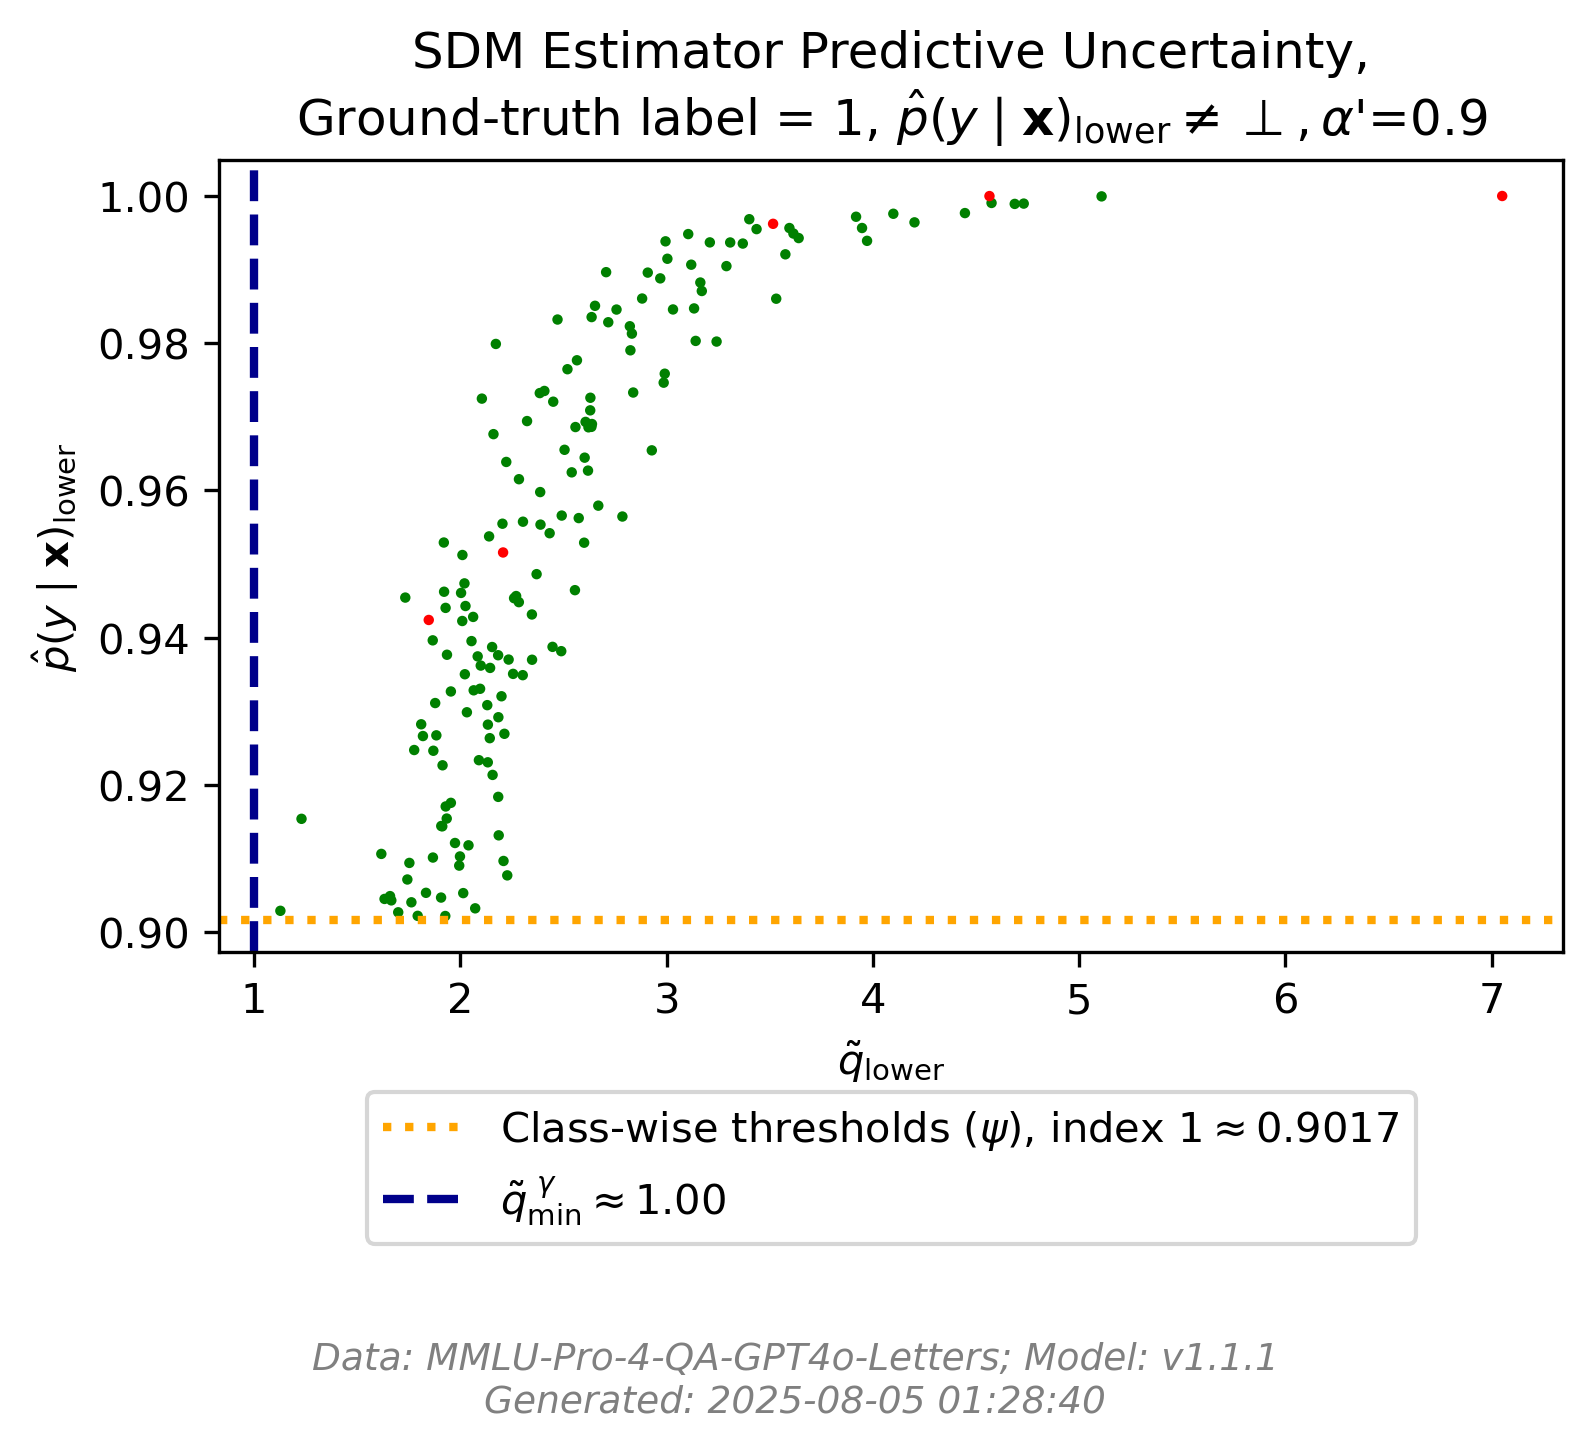 SDM Estimator Predictive Uncertainty,
Ground-truth label = 1, p̂(y | 𝐱)lower ≠ ⊥, α'=0.9
1.00
0.98
0.96
0.94
0.92
0.90
p̂(y | 𝐱)lower
1 2 3 4 5 6 7
q̃lower
Class-wise thresholds (ψ), index 1 ≈ 0.9017
q̃γmin ≈ 1.00
Data: MMLU-Pro-4-QA-GPT4o-Letters; Model: v1.1.1
Generated: 2025-08-05 01:28:40